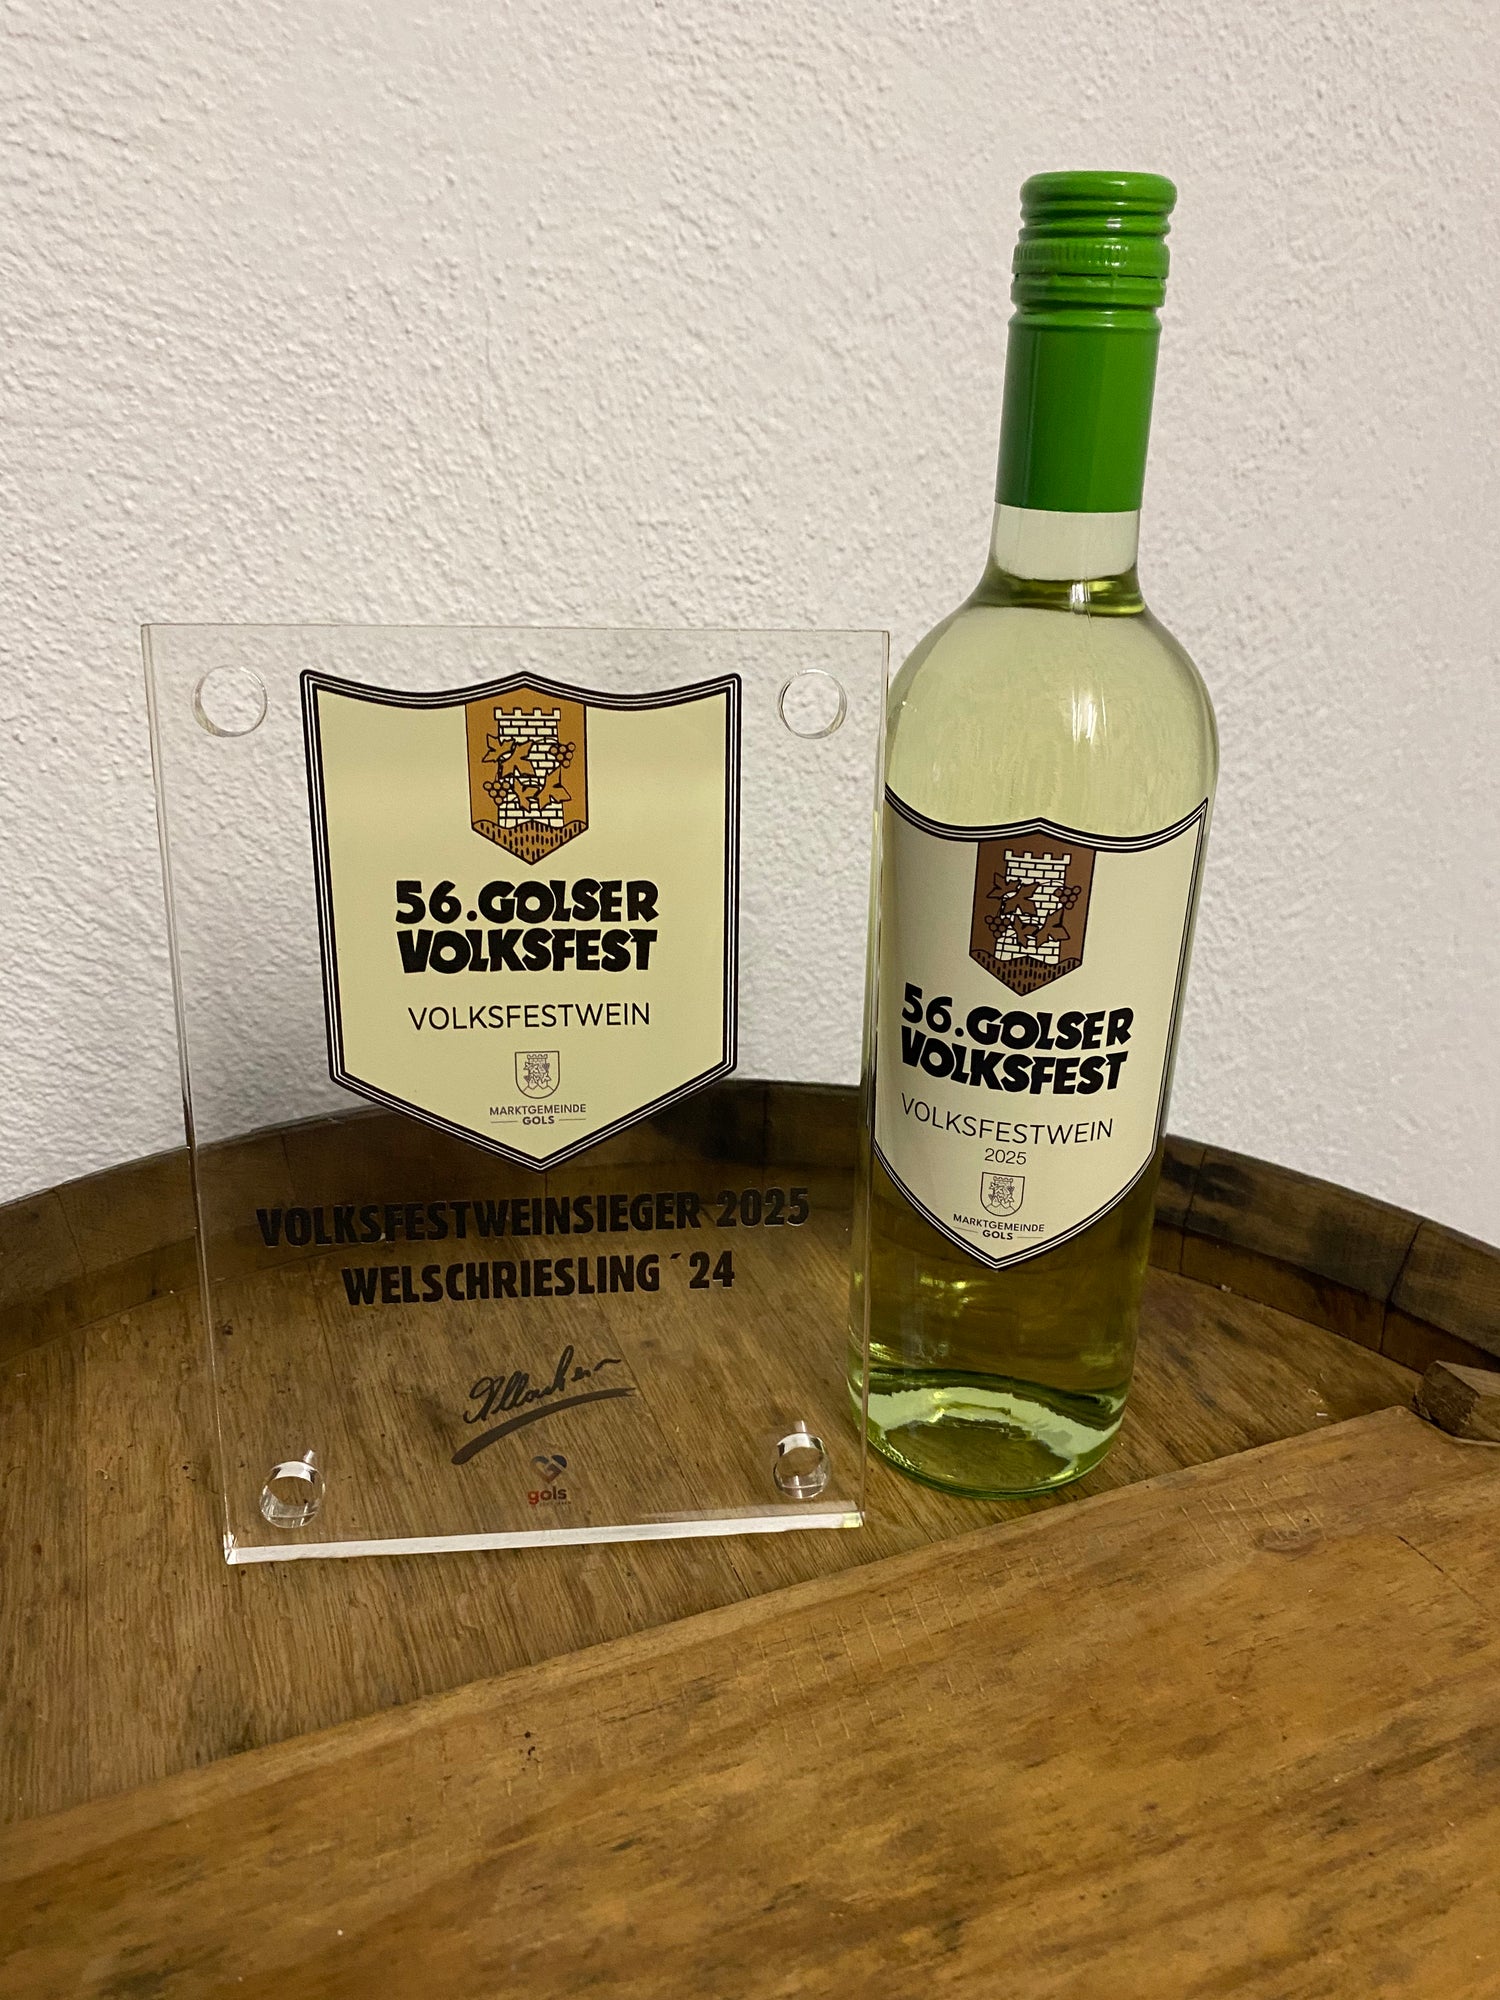 56.GOLSER
VOLKSFEST
VOLKSFESTWEIN
MARKTGEMEINDE
GOLS
VOLKSFESTWEINSIEGER 2025
WELSCHRIESLING ´24
gols
56.GOLSER
VOLKSFEST
VOLKSFESTWEIN
2025
MARKTGEMEINDE
GOLS